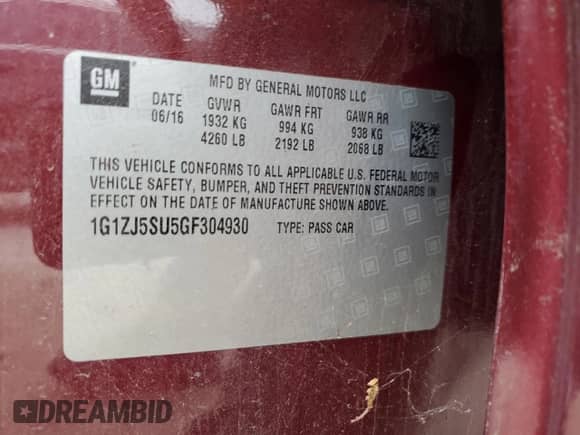 GM
MFD BY GENERAL MOTORS LLC
DATE GVWR GAWR FRT GAWR RR
06/16 1932 KG 994 KG 938 KG
4260 LB 2192 LB 2068 LB
THIS VEHICLE CONFORMS TO ALL APPLICABLE U.S. FEDERAL MOTOR
VEHICLE SAFETY, BUMPER, AND THEFT PREVENTION STANDARDS IN
EFFECT ON THE DATE OF MANUFACTURE SHOWN ABOVE.
1G1ZJ5SU5GF304930 TYPE: PASS CAR
DREAMBID